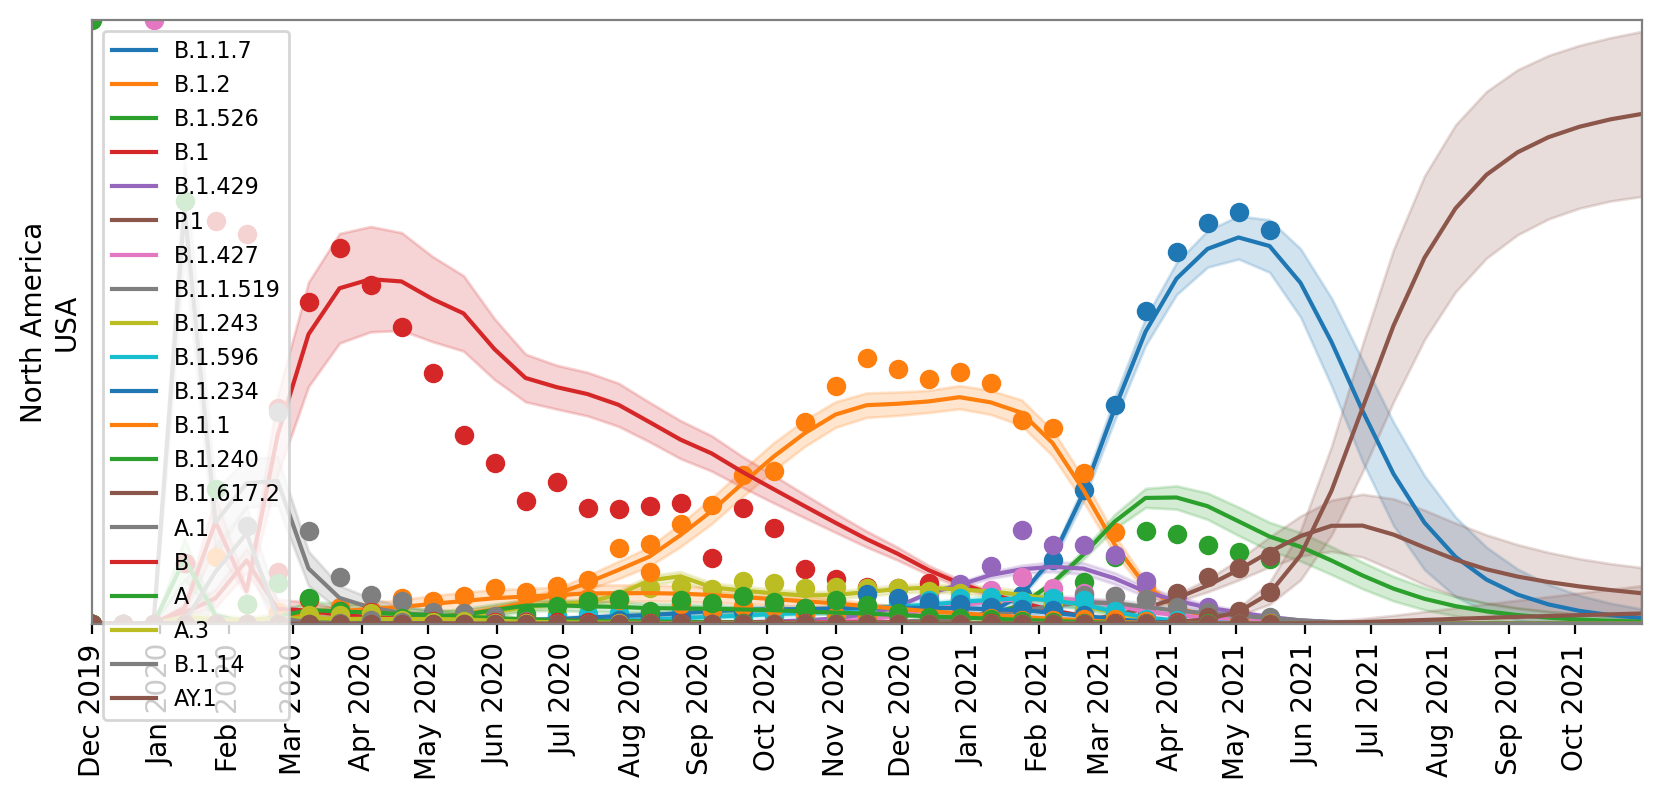 North America
USA
B.1.1.7
B.1.2
B.1.526
B.1
B.1.429
P.1
B.1.427
B.1.1.519
B.1.243
B.1.596
B.1.234
B.1.1
B.1.240
B.1.617.2
A.1
B
A
A.3
B.1.14
AY.1
Dec 2019
Jan 2020
Feb 2020
Mar 2020
Apr 2020
May 2020
Jun 2020
Jul 2020
Aug 2020
Sep 2020
Oct 2020
Nov 2020
Dec 2020
Jan 2021
Feb 2021
Mar 2021
Apr 2021
May 2021
Jun 2021
Jul 2021
Aug 2021
Sep 2021
Oct 2021